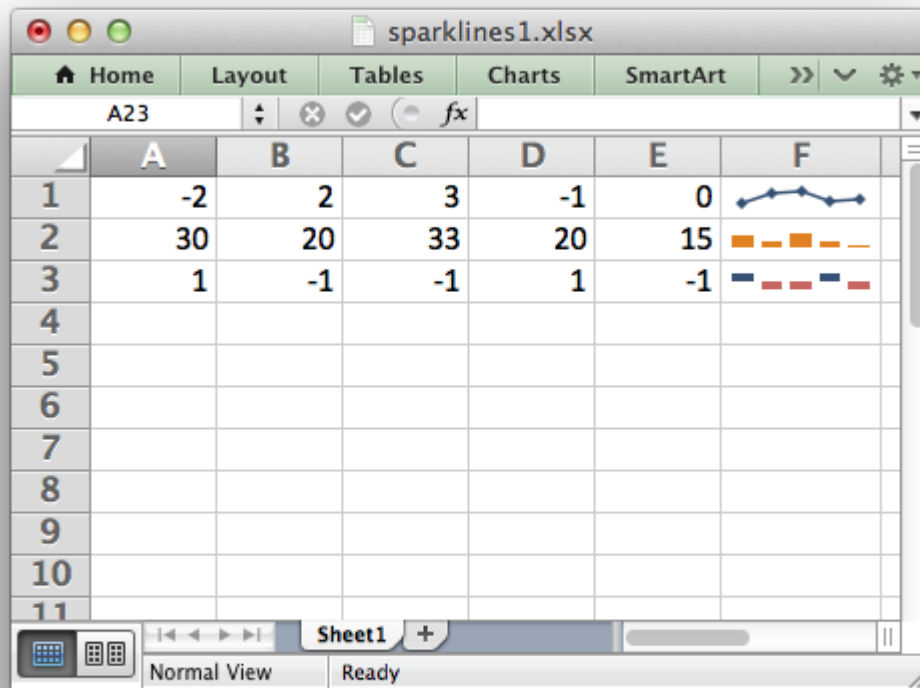 sparklines1.xlsx
Home Layout Tables Charts SmartArt
A23 fx
A B C D E F
1 -2 2 3 -1 0
2 30 20 33 20 15
3 1 -1 -1 1 -1
4
5
6
7
8
9
10
11
Sheet1
Normal View Ready